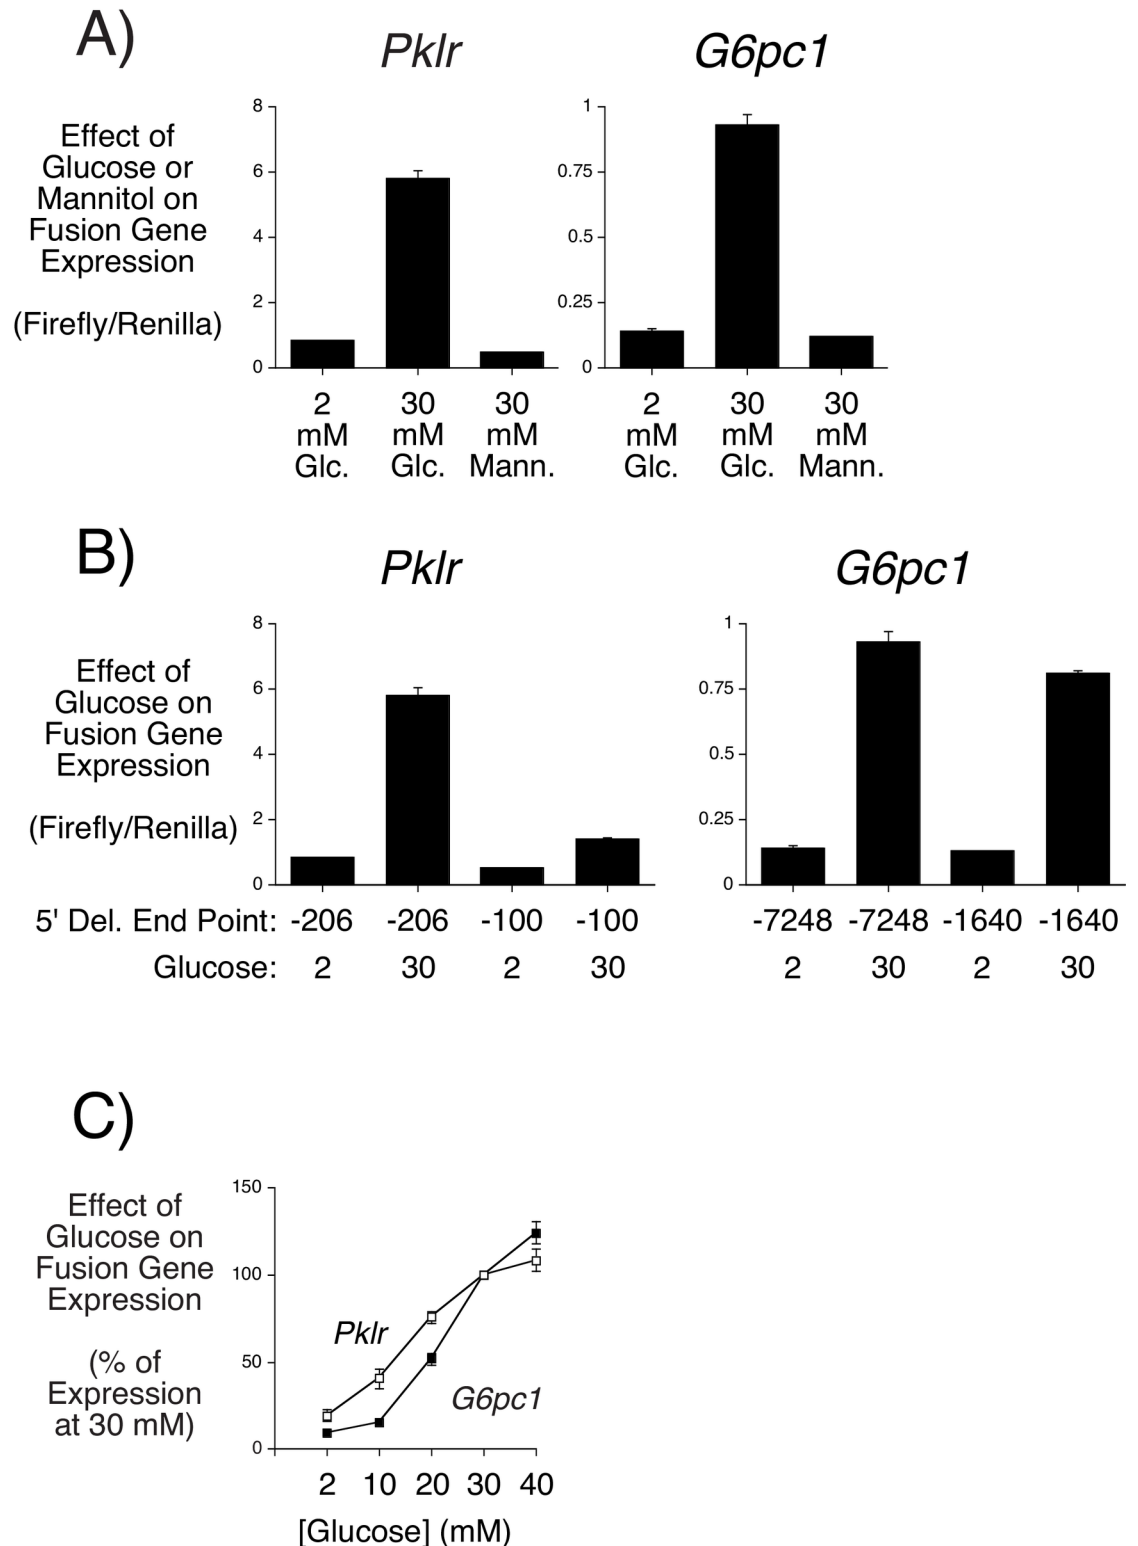 A)
Pklr
G6pc1
Effect of
Glucose or
Mannitol on
Fusion Gene
Expression
(Firefly/Renilla)
8
6
4
2
0
1
0.75
0.5
0.25
0
2 30 30
mM mM mM
Glc. Glc. Mann.
2 30 30
mM mM mM
Glc. Glc. Mann.
B)
Pklr
G6pc1
Effect of
Glucose on
Fusion Gene
Expression
(Firefly/Renilla)
8
6
4
2
0
1
0.75
0.5
0.25
0
5' Del. End Point: -206 -206 -100 -100 -7248 -7248 -1640 -1640
Glucose: 2 30 2 30 2 30 2 30
C)
Effect of
Glucose on
Fusion Gene
Expression
(% of
Expression
at 30 mM)
150
100
50
0
Pklr
G6pc1
2 10 20 30 40
[Glucose] (mM)